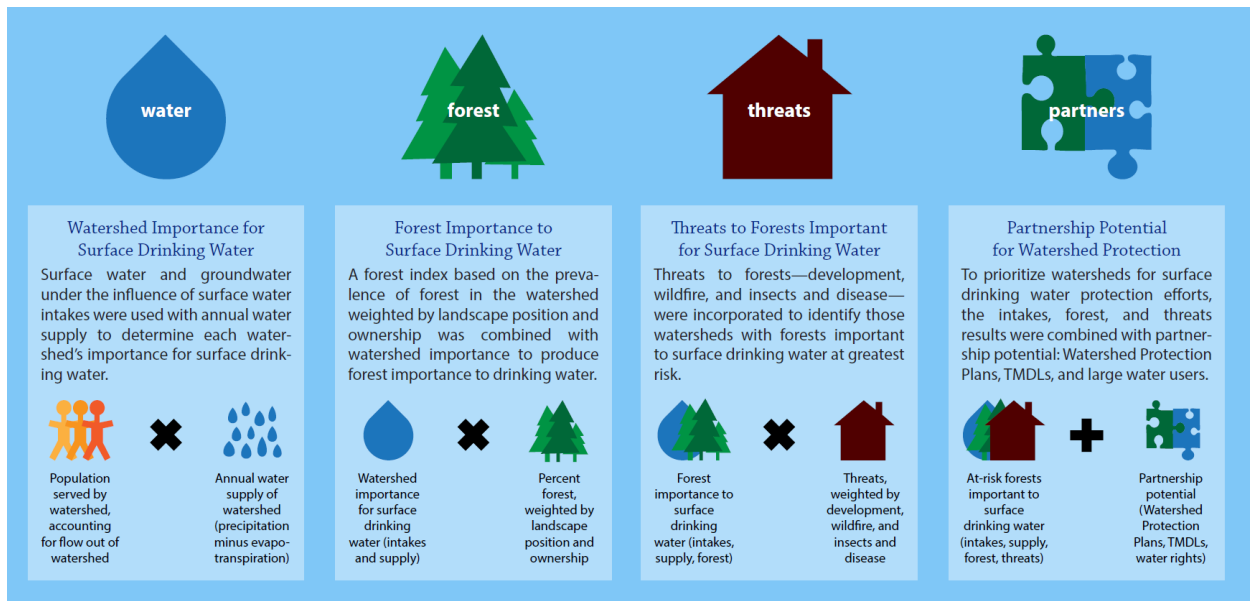 water
forest
threats
partners
Watershed Importance for
Surface Drinking Water
Surface water and groundwater
under the influence of surface water
intakes were used with annual water
supply to determine each water-
shed's importance for surface drink-
ing water.
Population
served by
watershed,
accounting
for flow out of
watershed
Annual water
supply of
watershed
(precipitation
minus evapo-
transpiration)
Forest Importance to
Surface Drinking Water
A forest index based on the preva-
lence of forest in the watershed
weighted by landscape position and
ownership was combined with
watershed importance to produce
forest importance to drinking water.
Watershed
importance
for surface
drinking
water (intakes
and supply)
Percent
forest,
weighted by
landscape
position and
ownership
Threats to Forests Important
for Surface Drinking Water
Threats to forests—development,
wildfire, and insects and disease—
were incorporated to identify those
watersheds with forests important
to surface drinking water at greatest
risk.
Forest
importance to
surface
drinking
water (intakes,
supply, forest)
Threats,
weighted by
development,
wildfire, and
insects and
disease
Partnership Potential
for Watershed Protection
To prioritize watersheds for surface
drinking water protection efforts,
the intakes, forest, and threats
results were combined with partner-
ship potential: Watershed Protection
Plans, TMDLs, and large water users.
At-risk forests
important to
surface
drinking water
(intakes, supply,
forest, threats)
Partnership
potential
(Watershed
Protection
Plans, TMDLs,
water rights)